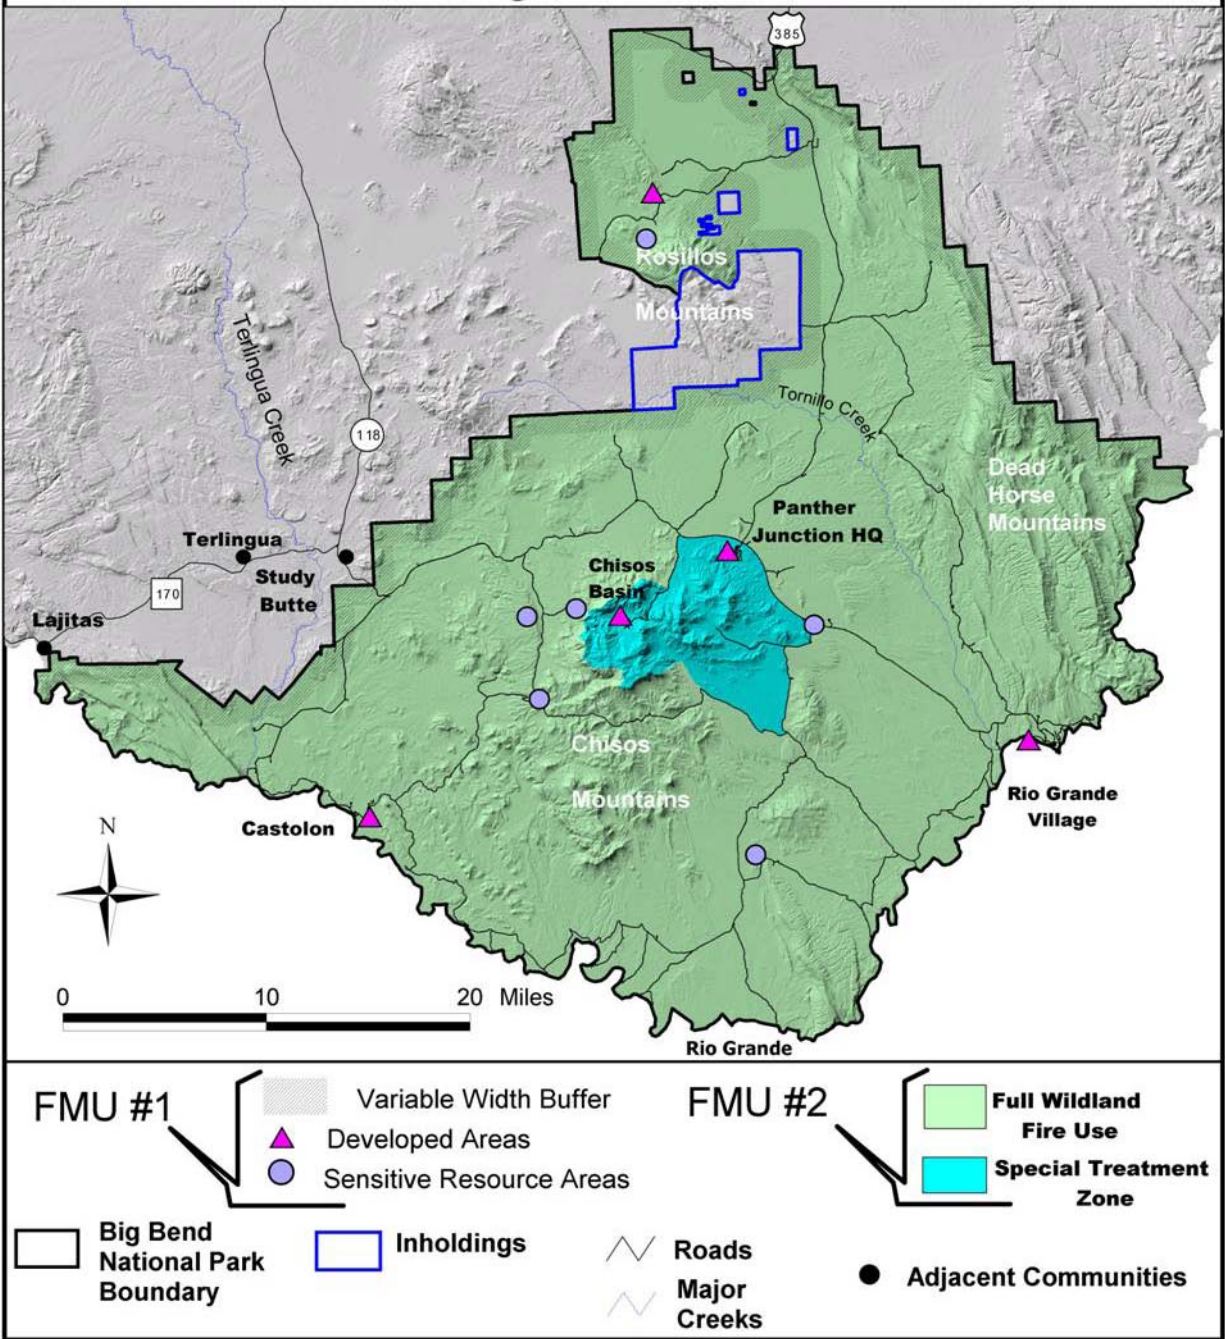 385
Rosillos
Mountains
Terlingua Creek
Tornillo Creek
118
Dead
Horse
Mountains
Panther
Junction HQ
Terlingua
Study
Butte
Chisos
Basin
170
Lajitas
Chisos
Mountains
Rio Grande
Village
Castolon
N
0 10 20 Miles
Rio Grande
FMU #1
Variable Width Buffer
Developed Areas
Sensitive Resource Areas
FMU #2
Full Wildland
Fire Use
Special Treatment
Zone
Big Bend
National Park
Boundary
Inholdings
Roads
Major
Creeks
Adjacent Communities